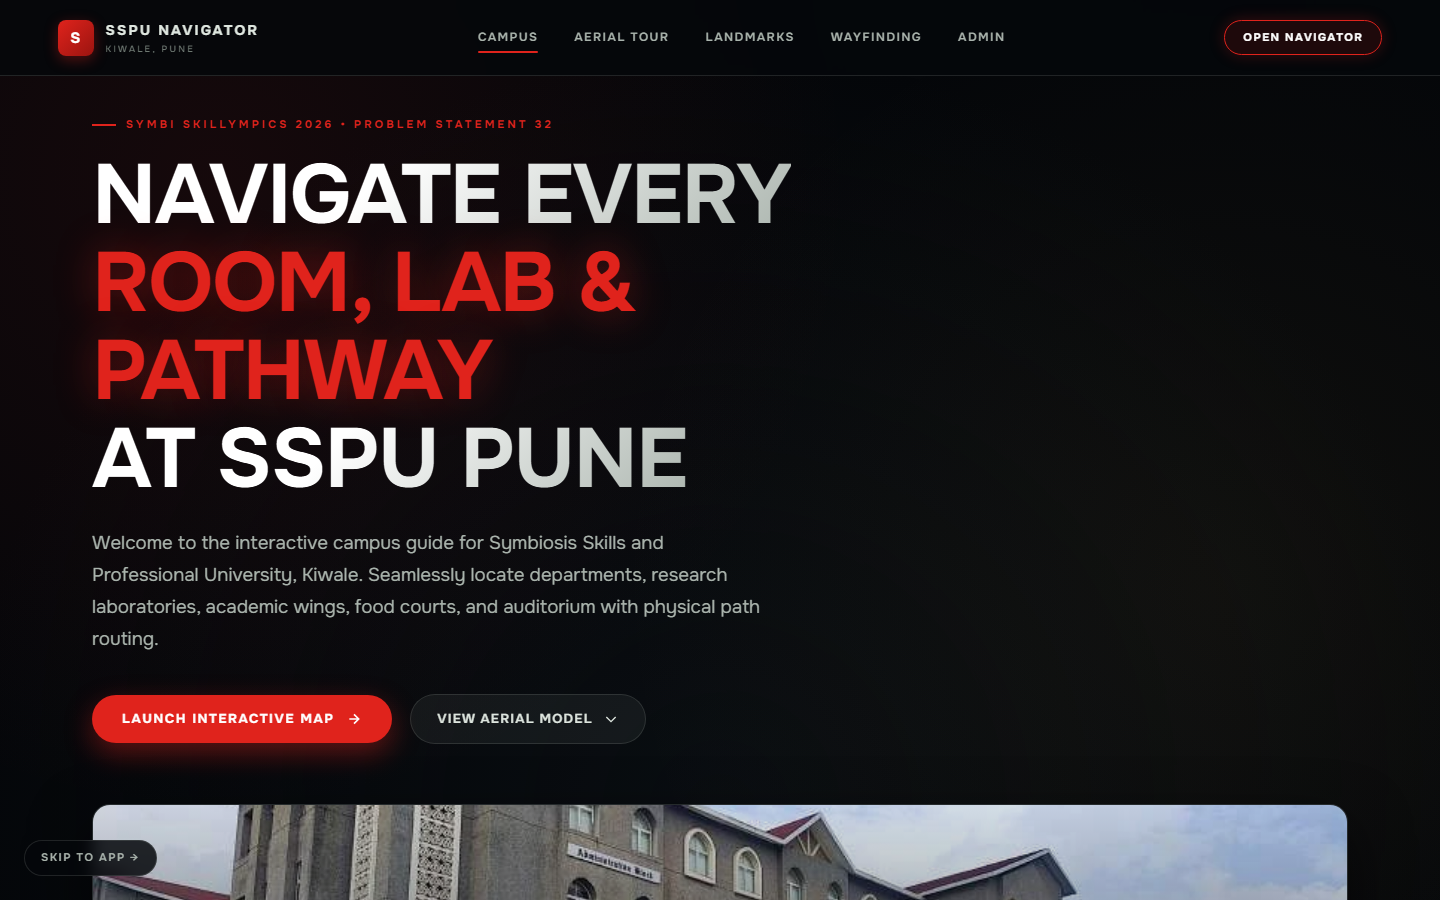 S
SSPU NAVIGATOR
KIWALE, PUNE
CAMPUS
AERIAL TOUR
LANDMARKS
WAYFINDING
ADMIN
OPEN NAVIGATOR
SYMBI SKILLYMPICS 2026 • PROBLEM STATEMENT 32
NAVIGATE EVERY
ROOM, LAB &
PATHWAY
AT SSPU PUNE
Welcome to the interactive campus guide for Symbiosis Skills and
Professional University, Kiwale. Seamlessly locate departments, research
laboratories, academic wings, food courts, and auditorium with physical path
routing.
LAUNCH INTERACTIVE MAP →
VIEW AERIAL MODEL
Administration Block
SKIP TO APP →